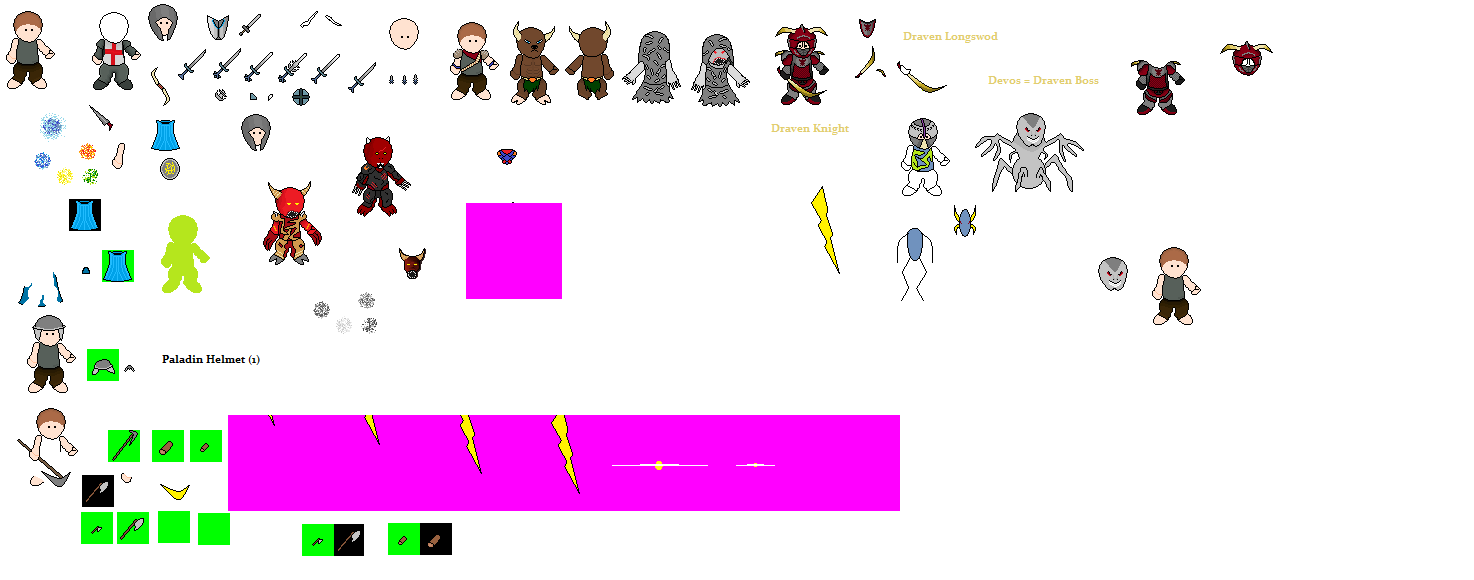 Draven Longswod
Devos = Draven Boss
Draven Knight
Paladin Helmet (1)